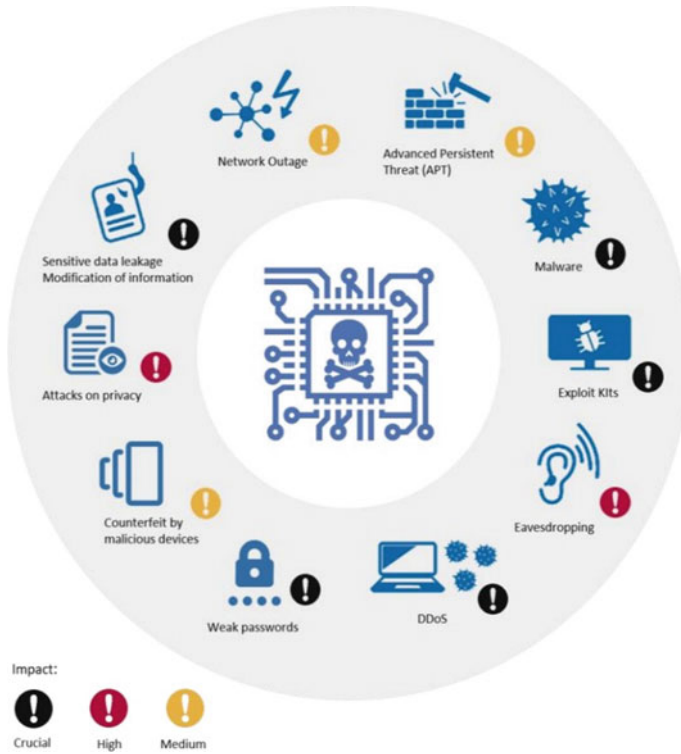 Network Outage
Advanced Persistent
Threat (APT)
Malware
Exploit KIts
Eavesdropping
DDoS
Weak passwords
Counterfeit by
malicious devices
Attacks on privacy
Sensitive data leakage
Modification of information
Impact:
Crucial
High
Medium